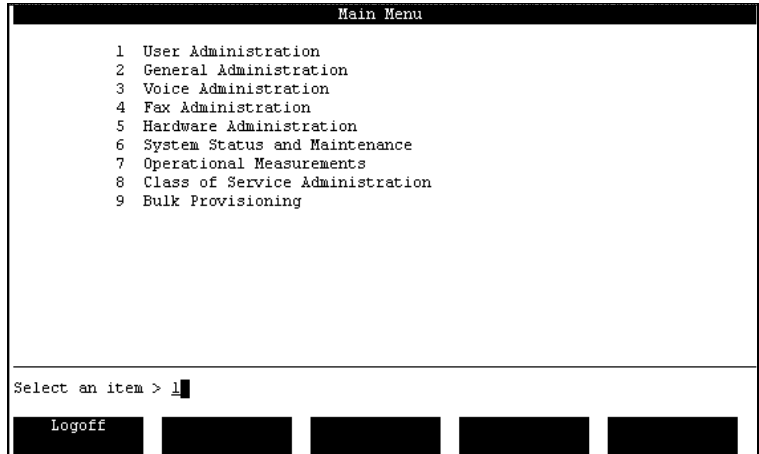 Main Menu
1 User Administration
2 General Administration
3 Voice Administration
4 Fax Administration
5 Hardware Administration
6 System Status and Maintenance
7 Operational Measurements
8 Class of Service Administration
9 Bulk Provisioning
Select an item > 1
Logoff